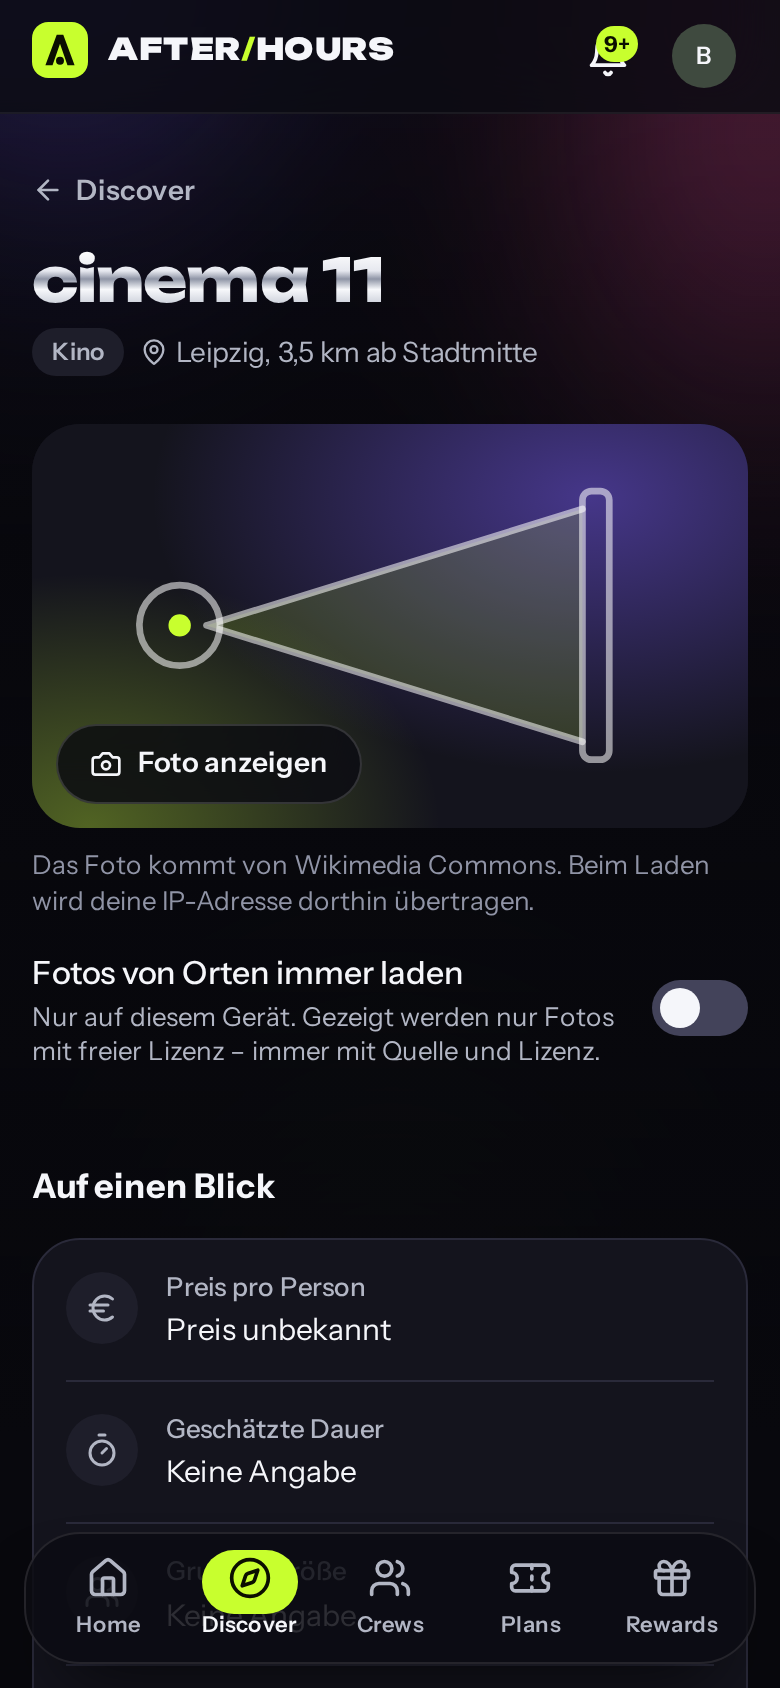 AFTER/HOURS
9+
B
Discover
cinema 11
Kino
Leipzig, 3,5 km ab Stadtmitte
Foto anzeigen
Das Foto kommt von Wikimedia Commons. Beim Laden
wird deine IP-Adresse dorthin übertragen.
Fotos von Orten immer laden
Nur auf diesem Gerät. Gezeigt werden nur Fotos
mit freier Lizenz – immer mit Quelle und Lizenz.
Auf einen Blick
Preis pro Person
Preis unbekannt
Geschätzte Dauer
Keine Angabe
Keine Angabe
Home
Discover
Crews
Plans
Rewards